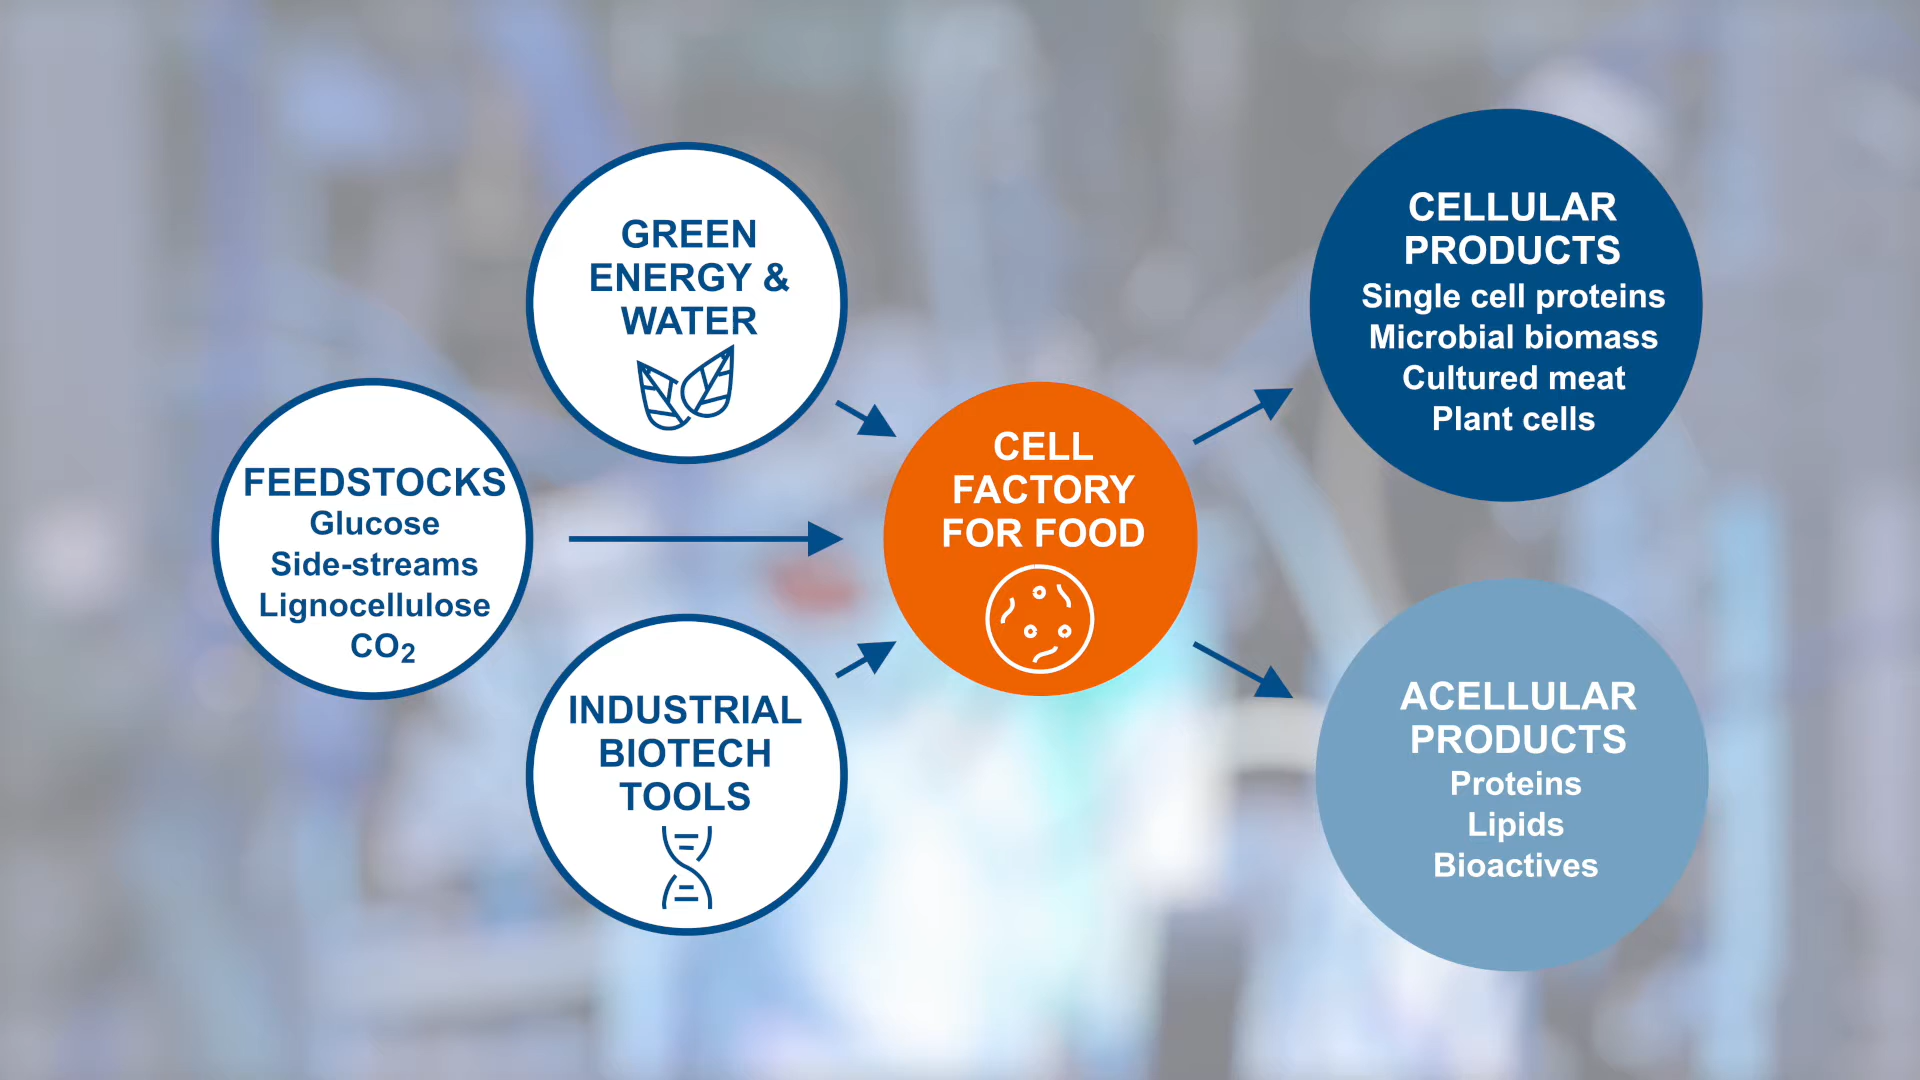 GREEN
ENERGY &
WATER
FEEDSTOCKS
Glucose
Side-streams
Lignocellulose
CO₂
INDUSTRIAL
BIOTECH
TOOLS
CELL
FACTORY
FOR FOOD
CELLULAR
PRODUCTS
Single cell proteins
Microbial biomass
Cultured meat
Plant cells
ACELLULAR
PRODUCTS
Proteins
Lipids
Bioactives